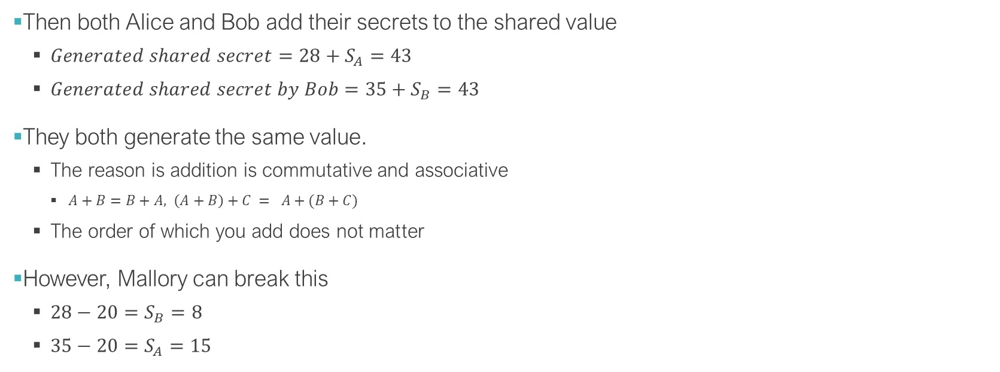 ▪Then both Alice and Bob add their secrets to the shared value
▪ Generated shared secret = 28 + S_A = 43
▪ Generated shared secret by Bob = 35 + S_B = 43
▪They both generate the same value.
▪ The reason is addition is commutative and associative
▪ A + B = B + A, (A + B) + C = A + (B + C)
▪ The order of which you add does not matter
▪However, Mallory can break this
▪ 28 − 20 = S_B = 8
▪ 35 − 20 = S_A = 15